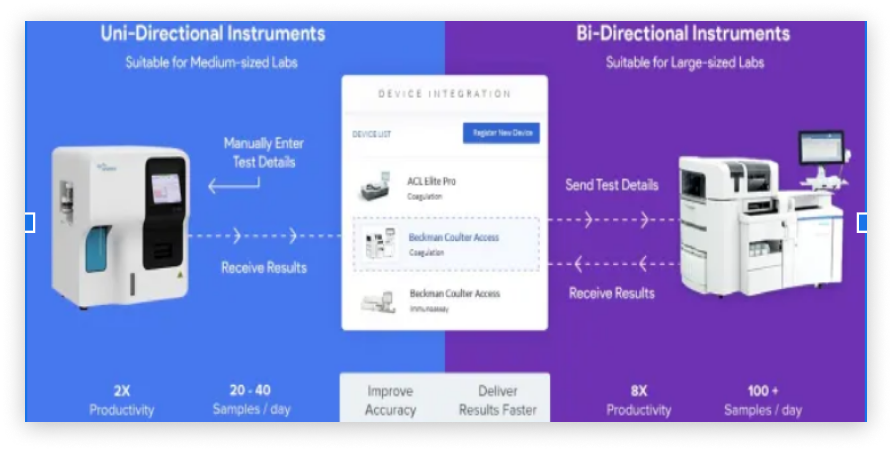 Uni-Directional Instruments
Suitable for Medium-sized Labs
Manually Enter
Test Details
Receive Results
2X
Productivity
20 - 40
Samples / day
DEVICE INTEGRATION
DEVICE LIST
Register New Device
ACL Elite Pro
Coagulation
Beckman Coulter Access
Coagulation
Beckman Coulter Access
Immunoassay
Improve
Accuracy
Deliver
Results Faster
Bi-Directional Instruments
Suitable for Large-sized Labs
Send Test Details
Receive Results
8X
Productivity
100 +
Samples / day